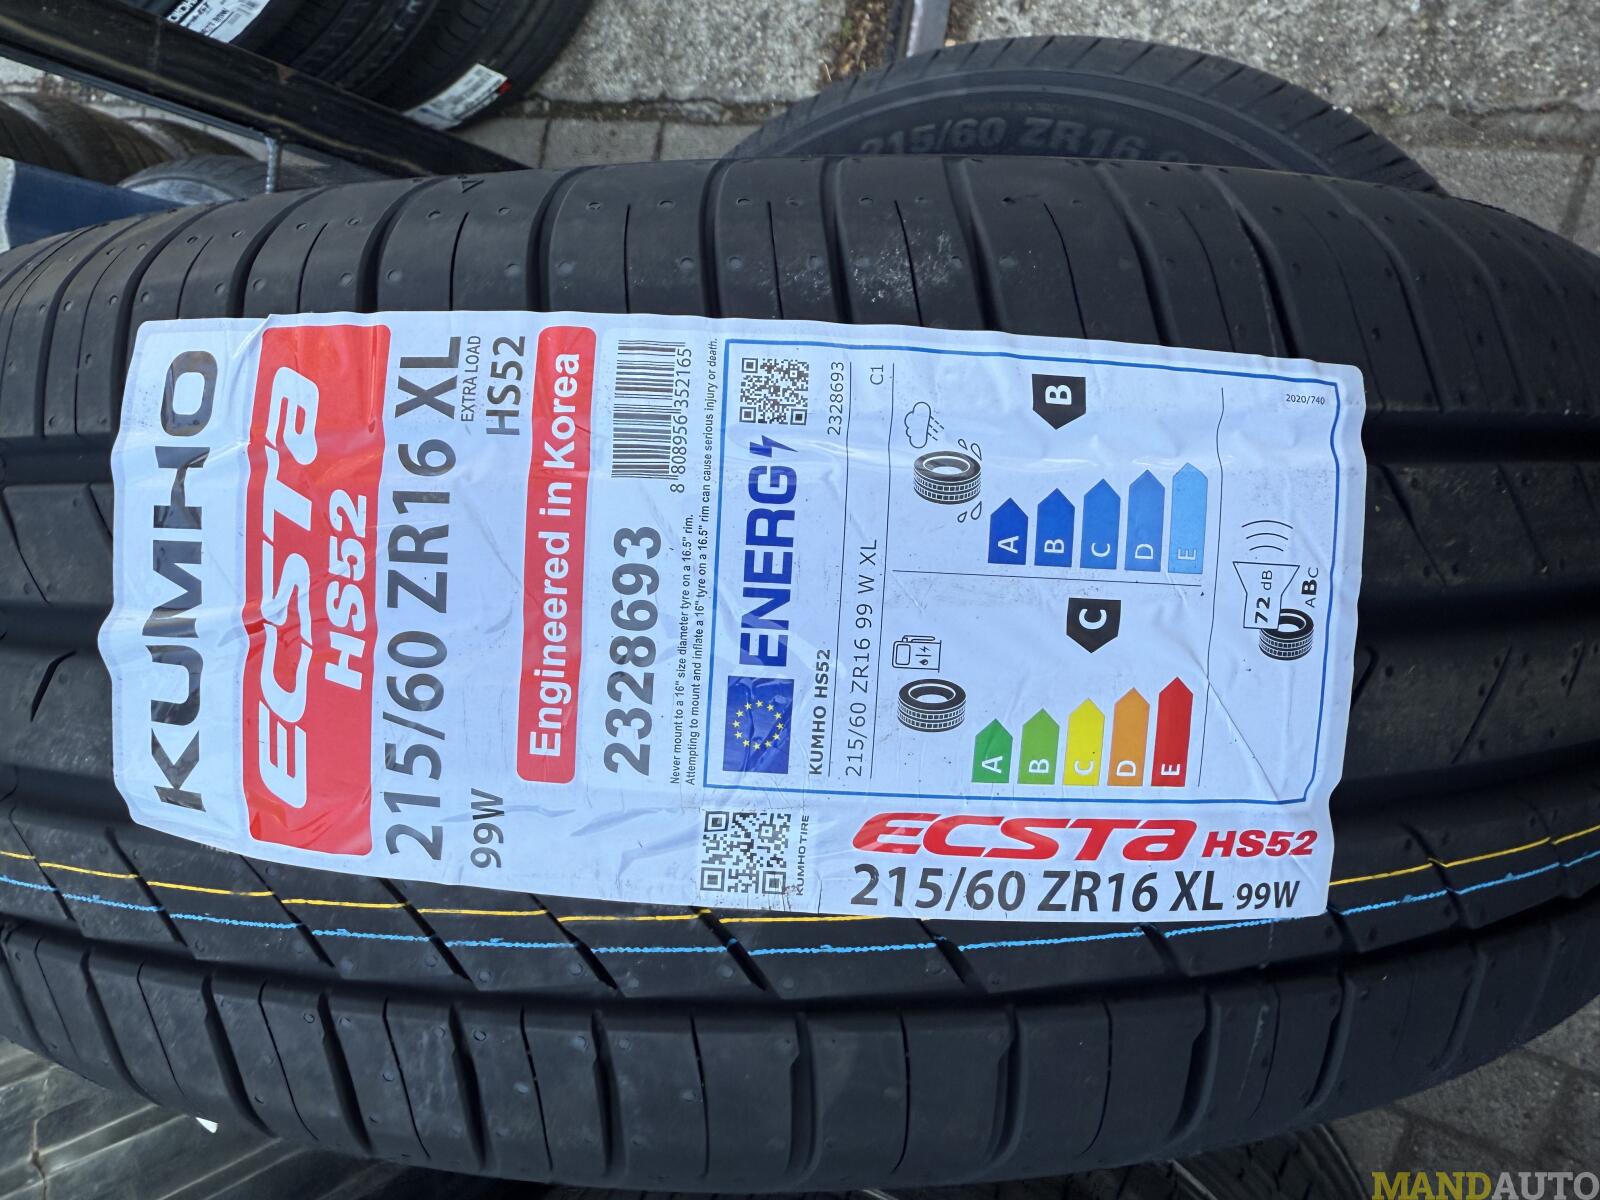 KUMHO
ECSTA
HS52
215/60 ZR16 XL
EXTRA LOAD
99W
HS52
Engineered in Korea
2328693
8 808956 352165
Never mount to a 16" size diameter tyre on a 16.5" rim.
Attempting to mount and inflate a 16" tyre on a 16.5" rim can cause serious injury or death.
ENERG
KUMHO HS52
2328693
215/60 ZR16 99 W XL
C1
A
B
C
D
E
C
A
B
C
D
E
B
72 dB
ABC
2020/740
KUMHO TIRE
ECSTA HS52
215/60 ZR16 XL 99W
215/60 ZR16
MANDAUTO